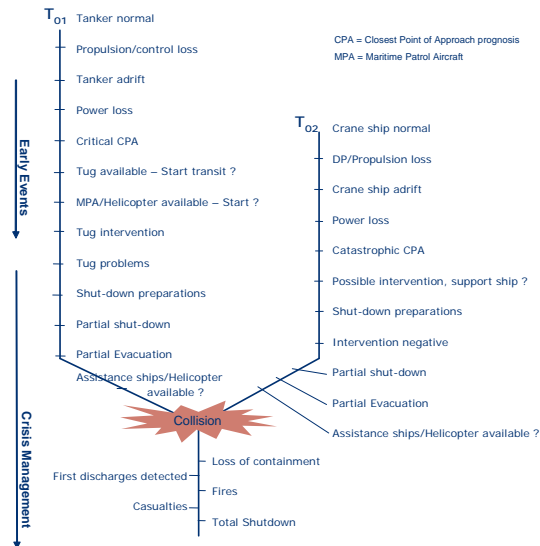 T01 Tanker normal
Propulsion/control loss
CPA = Closest Point of Approach prognosis
MPA = Maritime Patrol Aircraft
Tanker adrift
Power loss
Critical CPA
Tug available – Start transit ?
MPA/Helicopter available – Start ?
Tug intervention
Tug problems
Shut-down preparations
Partial shut-down
Partial Evacuation
Assistance ships/Helicopter
available ?
T02 Crane ship normal
DP/Propulsion loss
Crane ship adrift
Power loss
Catastrophic CPA
Possible intervention, support ship ?
Shut-down preparations
Intervention negative
Partial shut-down
Partial Evacuation
Assistance ships/Helicopter available ?
Early Events
Crisis Management
Collision
Loss of containment
First discharges detected
Fires
Casualties
Total Shutdown